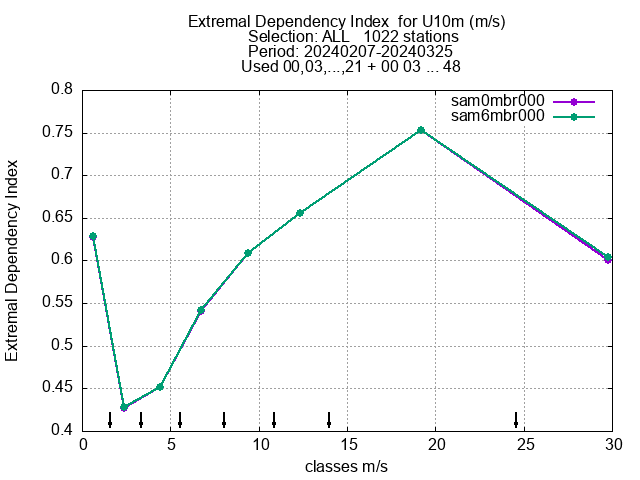 Extremal Dependency Index  for U10m (m/s)
Selection: ALL   1022 stations
Period: 20240207-20240325
Used 00,03,...,21 + 00 03 ... 48
sam0mbr000
sam6mbr000
0.8
0.75
0.7
0.65
0.6
0.55
0.5
0.45
0.4
Extremal Dependency Index
0 5 10 15 20 25 30
classes m/s